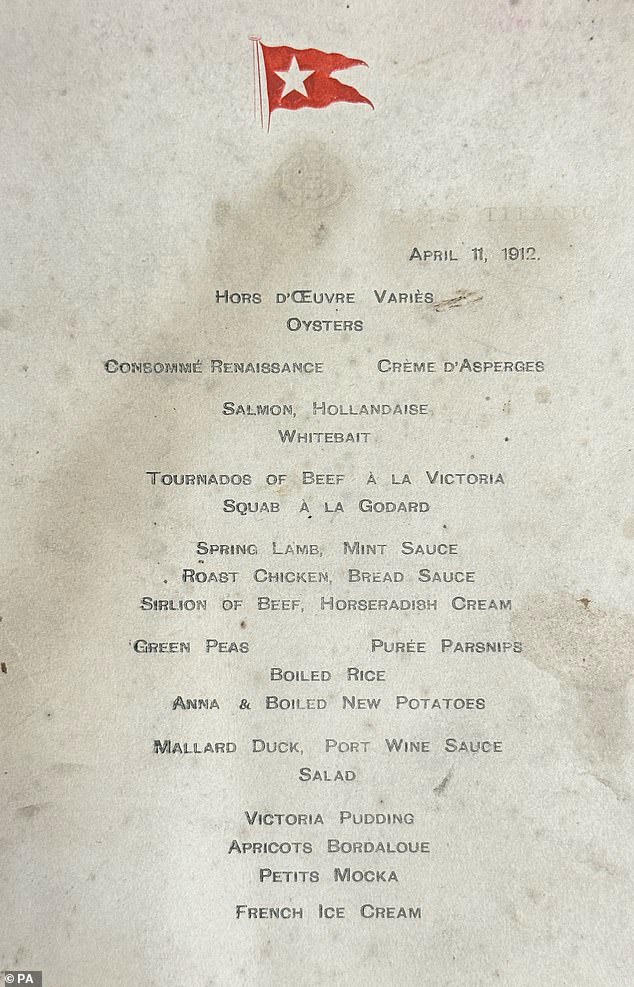 R.M.S TITANIC.
April 11, 1912.
Hors d'Œuvre Variès
Oysters
Consommé Renaissance Crème d'Asperges
Salmon, Hollandaise
Whitebait
Tournados of Beef à la Victoria
Squab à la Godard
Spring Lamb, Mint Sauce
Roast Chicken, Bread Sauce
Sirlion of Beef, Horseradish Cream
Green Peas Purée Parsnips
Boiled Rice
Anna & Boiled New Potatoes
Mallard Duck, Port Wine Sauce
Salad
Victoria Pudding
Apricots Bordaloue
Petits Mocka
French Ice Cream
© PA